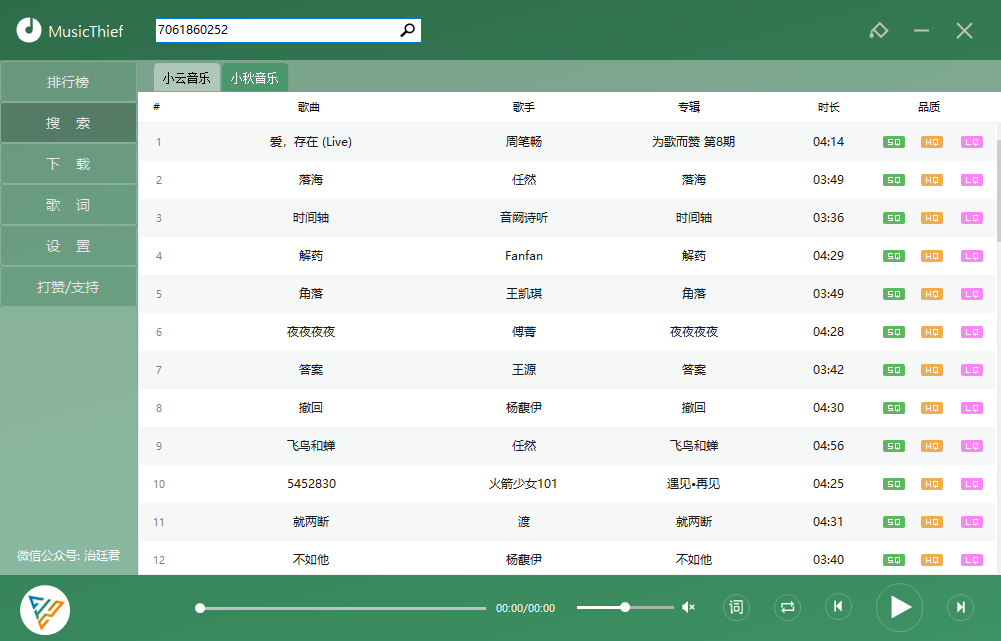 MusicThief
7061860252
排行榜
搜 索
下 载
歌 词
设 置
打赏/支持
微信公众号: 治廷君
小云音乐 小秋音乐
# 歌曲 歌手 专辑 时长 品质
1 爱，存在 (Live) 周笔畅 为歌而赞 第8期 04:14 SQ HQ LQ
2 落海 任然 落海 03:49 SQ HQ LQ
3 时间轴 音阙诗听 时间轴 03:36 SQ HQ LQ
4 解药 Fanfan 解药 04:29 SQ HQ LQ
5 角落 王凯琪 角落 03:49 SQ HQ LQ
6 夜夜夜夜 傅菁 夜夜夜夜 04:28 SQ HQ LQ
7 答案 王源 答案 03:42 SQ HQ LQ
8 撤回 杨馥伊 撤回 04:30 SQ HQ LQ
9 飞鸟和蝉 任然 飞鸟和蝉 04:56 SQ HQ LQ
10 5452830 火箭少女101 遇见•再见 04:25 SQ HQ LQ
11 就两断 渡 就两断 04:31 SQ HQ LQ
12 不如他 杨馥伊 不如他 03:40 SQ HQ LQ
00:00/00:00 词